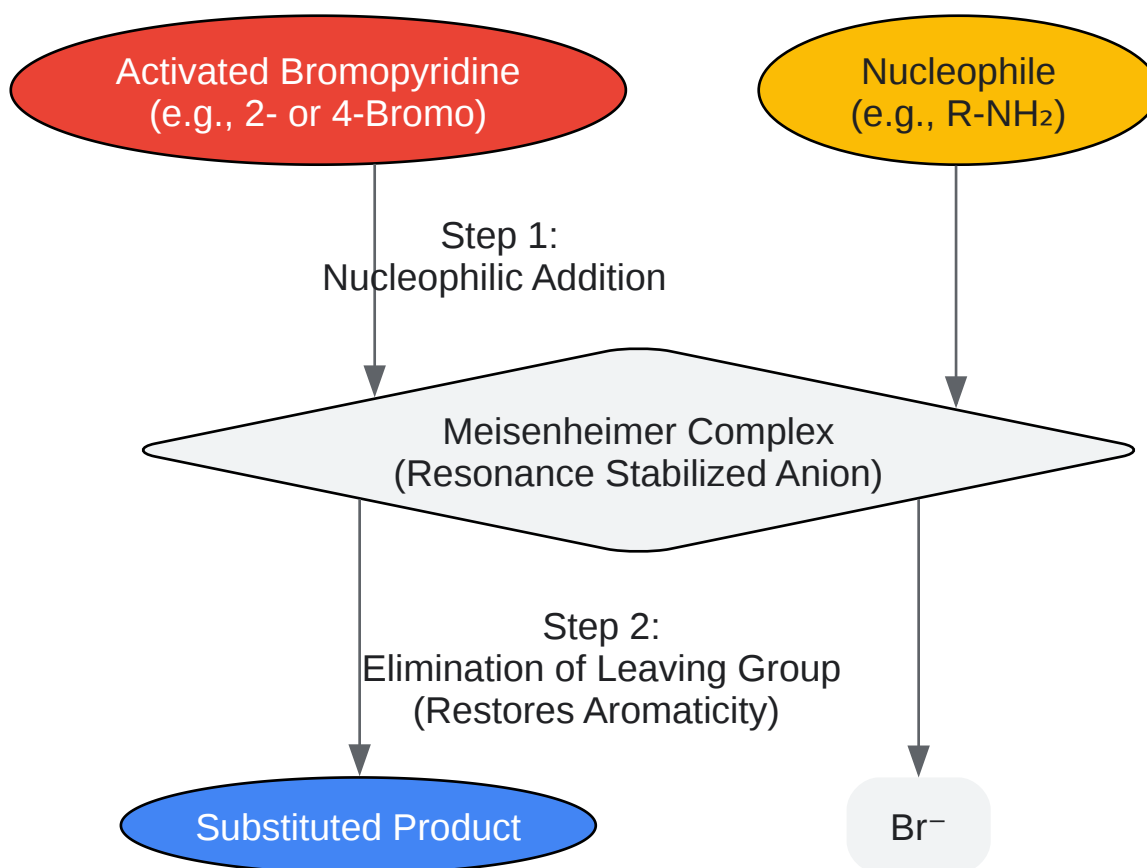 Activated Bromopyridine
(e.g., 2- or 4-Bromo)
Nucleophile
(e.g., R-NH₂)
Step 1:
Nucleophilic Addition
Meisenheimer Complex
(Resonance Stabilized Anion)
Step 2:
Elimination of Leaving Group
(Restores Aromaticity)
Substituted Product
Br⁻